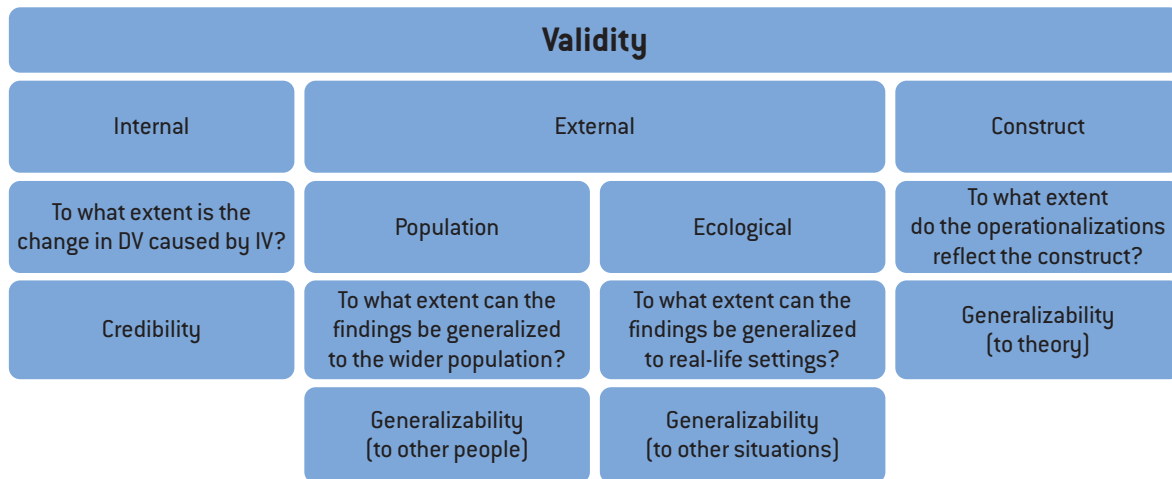 Validity
Internal
External
Construct
To what extent is the
change in DV caused by IV?
Population
Ecological
To what extent
do the operationalizations
reflect the construct?
Credibility
To what extent can the
findings be generalized
to the wider population?
To what extent can the
findings be generalized
to real-life settings?
Generalizability
(to theory)
Generalizability
(to other people)
Generalizability
(to other situations)